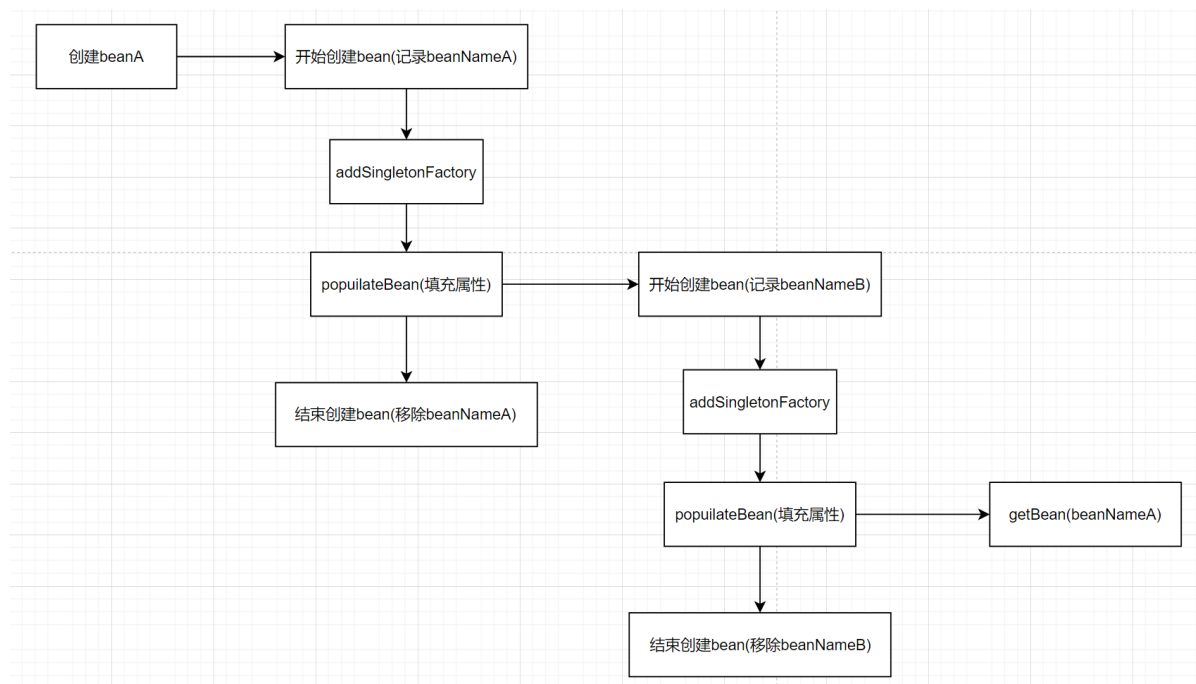 创建beanA
开始创建bean(记录beanNameA)
addSingletonFactory
popuilateBean(填充属性)
开始创建bean(记录beanNameB)
结束创建bean(移除beanNameA)
addSingletonFactory
popuilateBean(填充属性)
getBean(beanNameA)
结束创建bean(移除beanNameB)